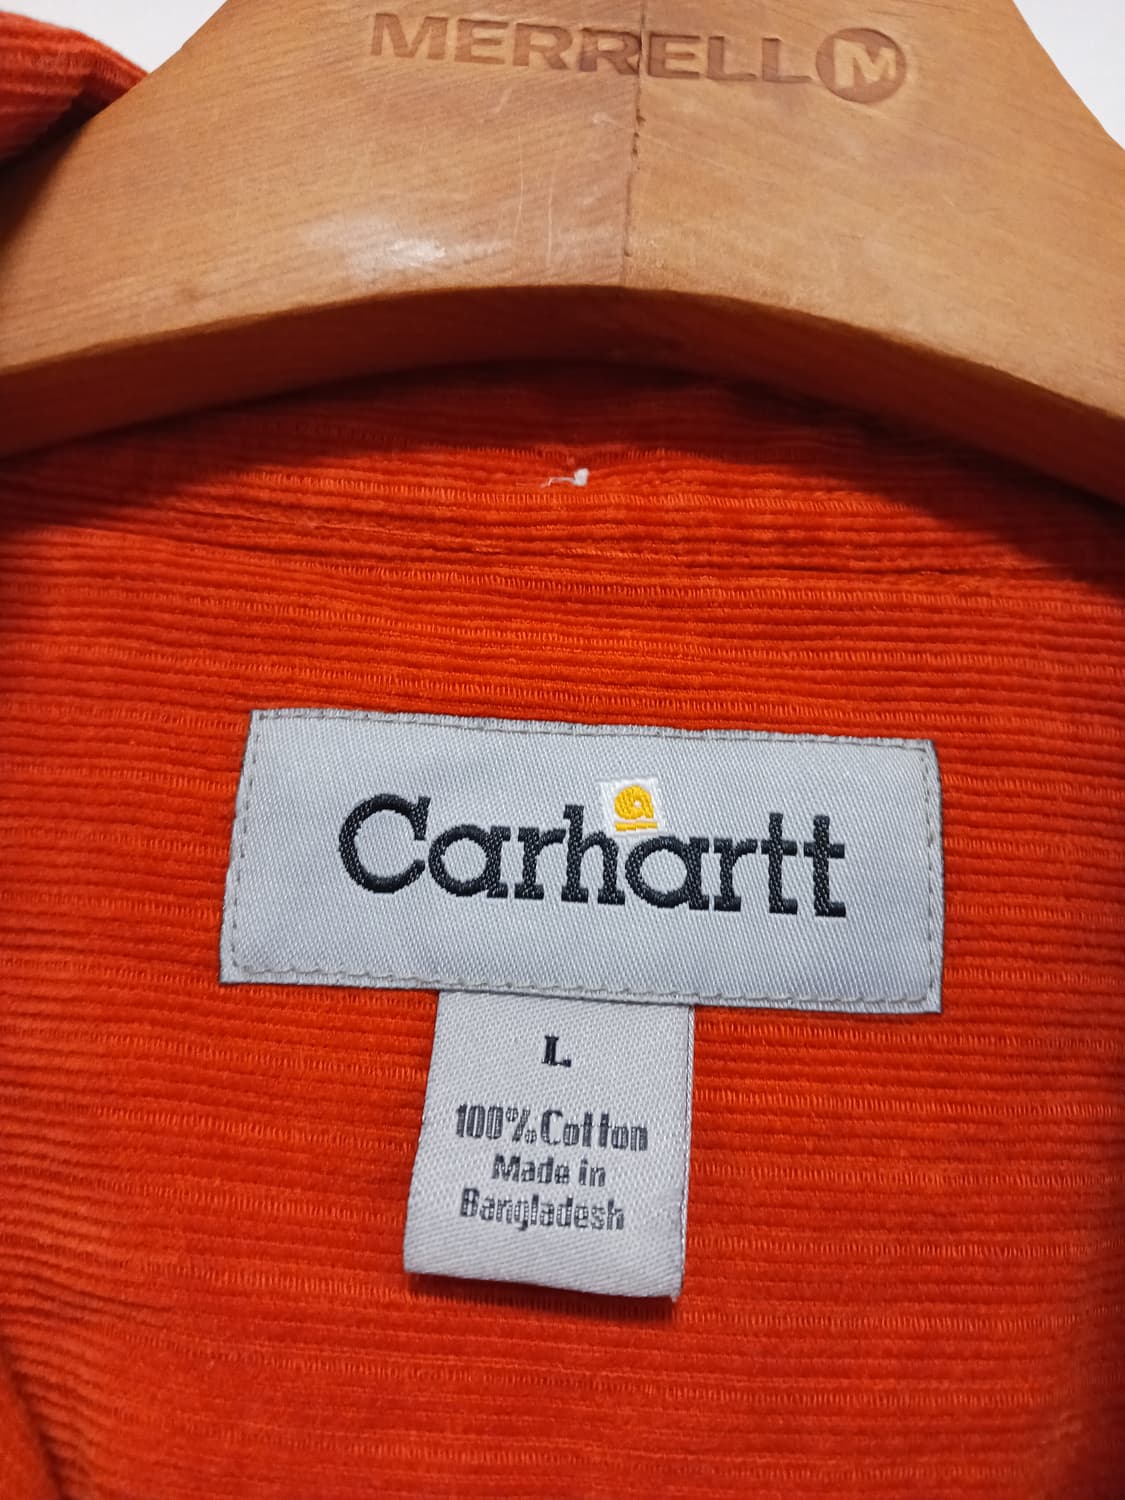 MERRELL M
Carhartt
L
100% Cotton
Made in
Bangladesh